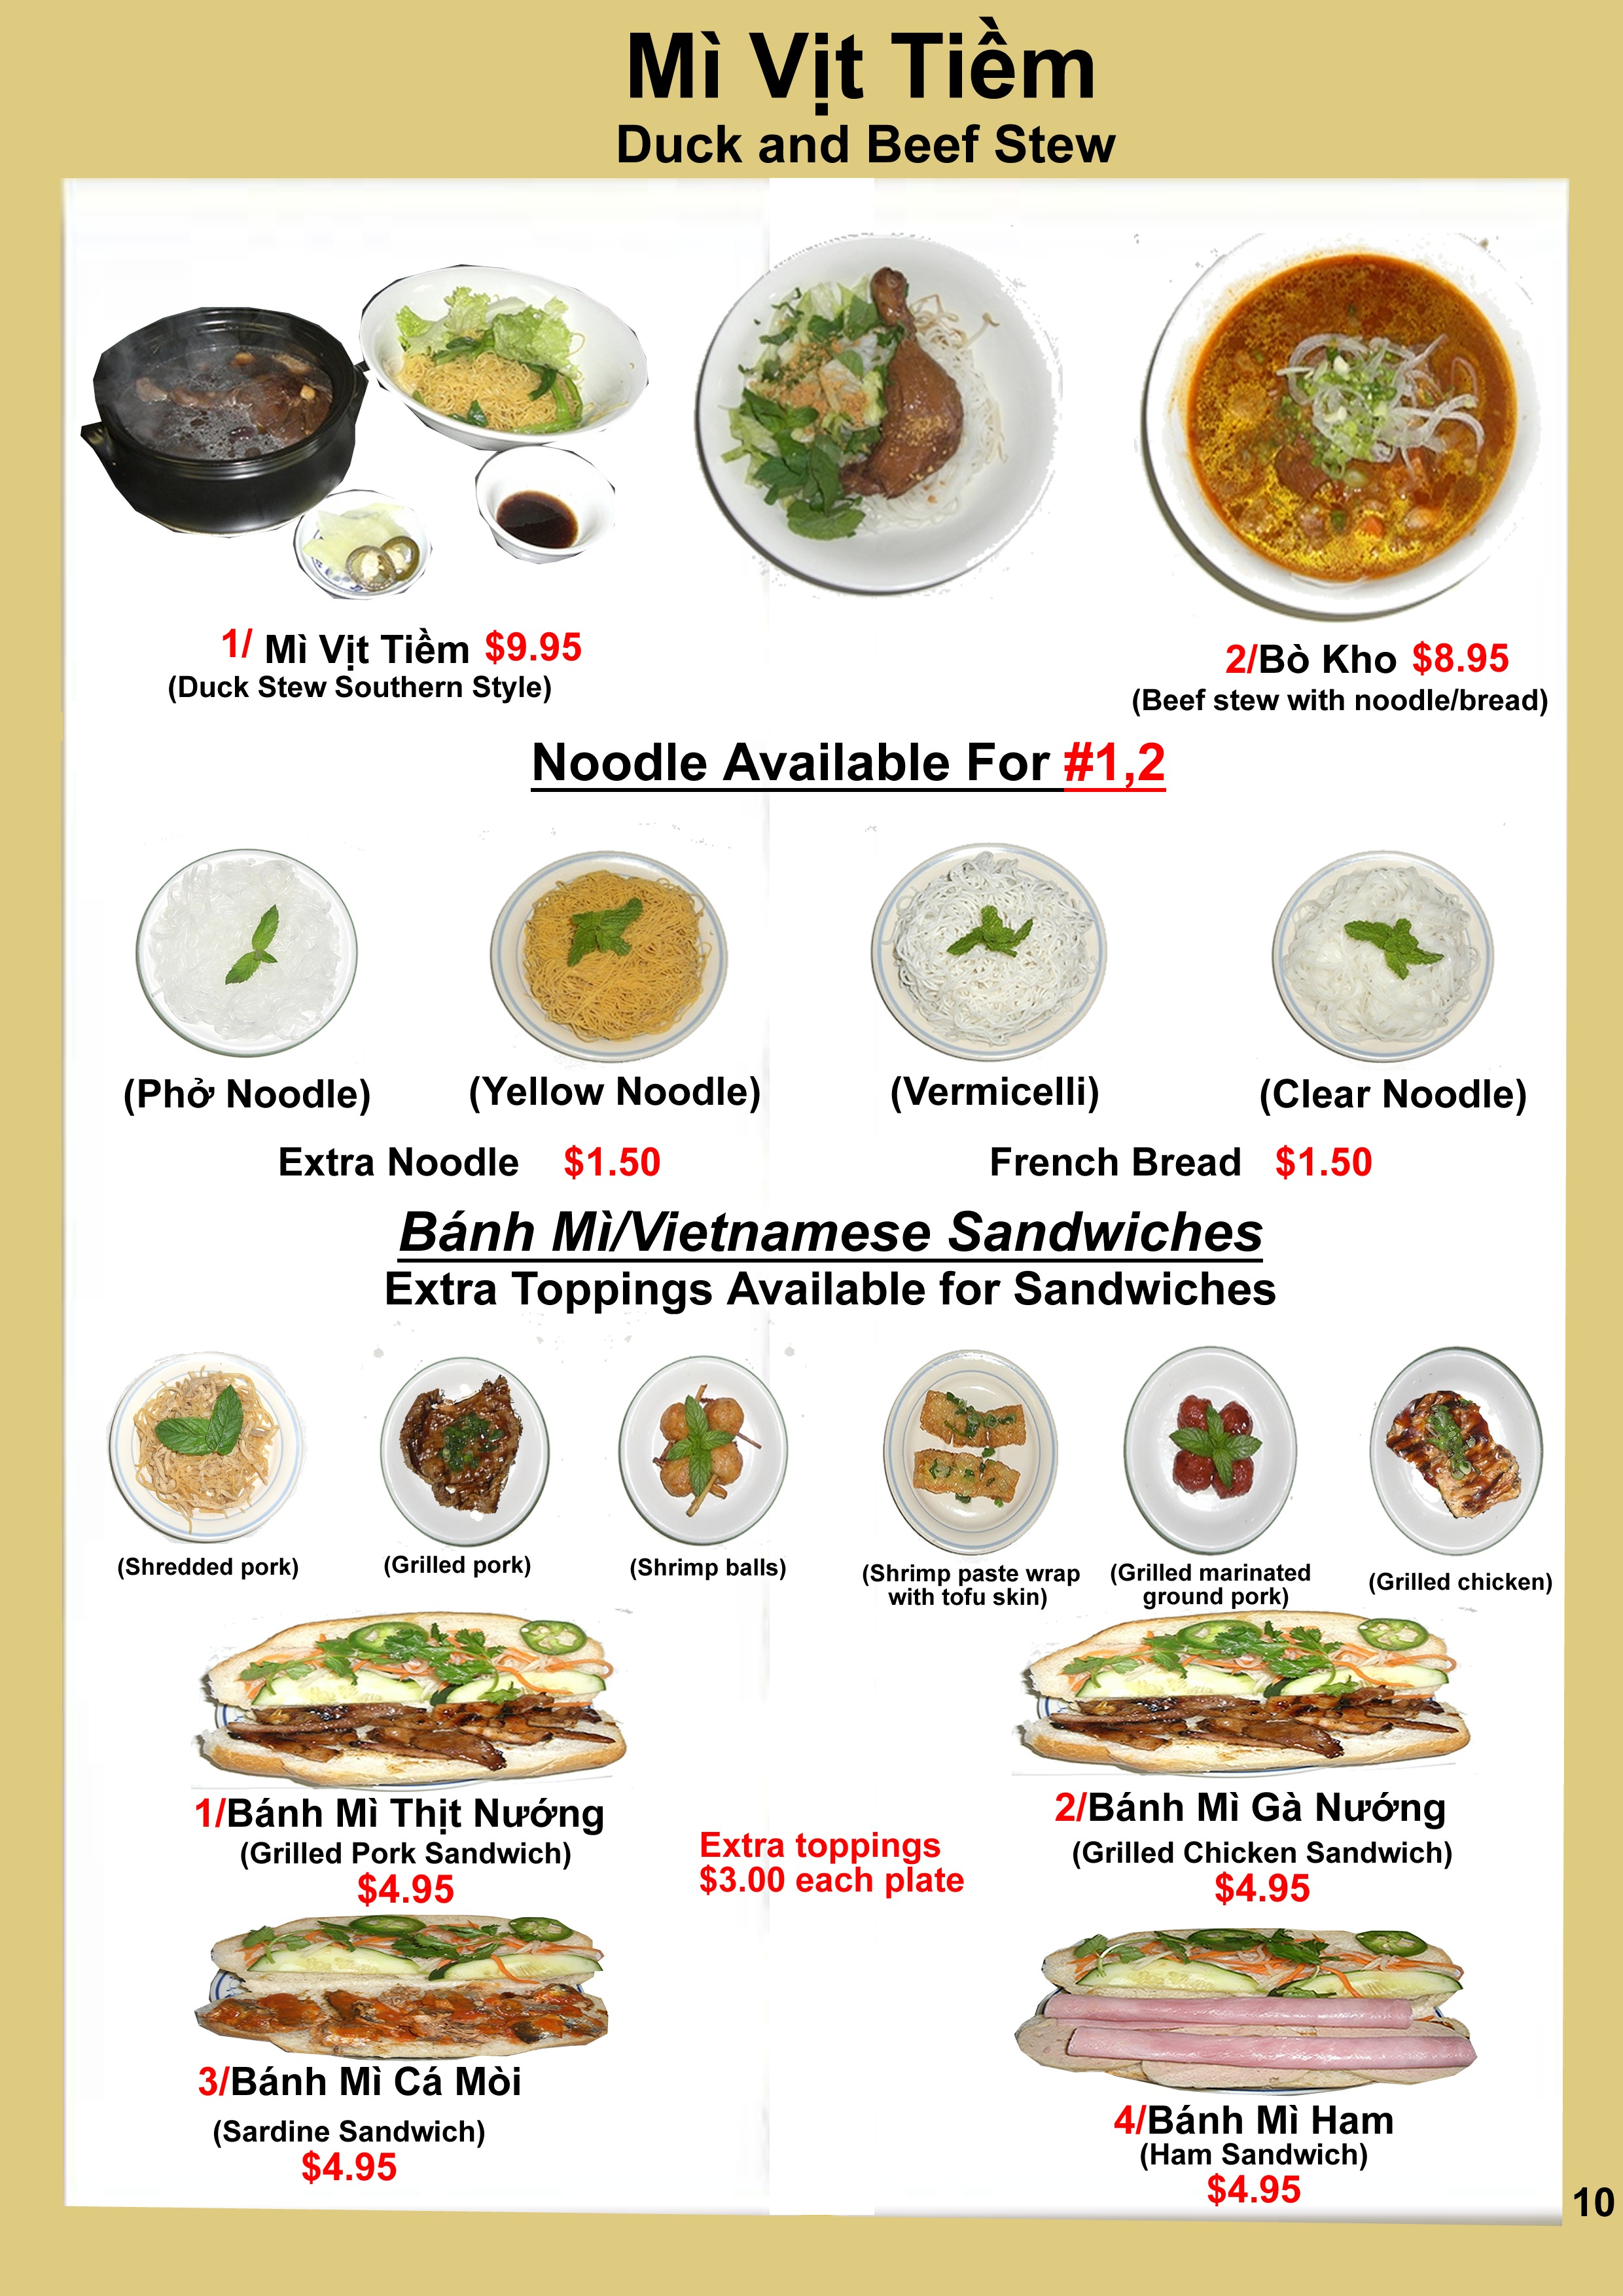 Mì Vịt Tiềm
Duck and Beef Stew
1/ Mì Vịt Tiềm $9.95
(Duck Stew Southern Style)
2/Bò Kho $8.95
(Beef stew with noodle/bread)
Noodle Available For #1,2
(Phở Noodle)
(Yellow Noodle)
(Vermicelli)
(Clear Noodle)
Extra Noodle $1.50
French Bread $1.50
Bánh Mì/Vietnamese Sandwiches
Extra Toppings Available for Sandwiches
(Shredded pork)
(Grilled pork)
(Shrimp balls)
(Shrimp paste wrap
with tofu skin)
(Grilled marinated
ground pork)
(Grilled chicken)
1/Bánh Mì Thịt Nướng
(Grilled Pork Sandwich)
$4.95
Extra toppings
$3.00 each plate
2/Bánh Mì Gà Nướng
(Grilled Chicken Sandwich)
$4.95
3/Bánh Mì Cá Mòi
(Sardine Sandwich)
$4.95
4/Bánh Mì Ham
(Ham Sandwich)
$4.95
10